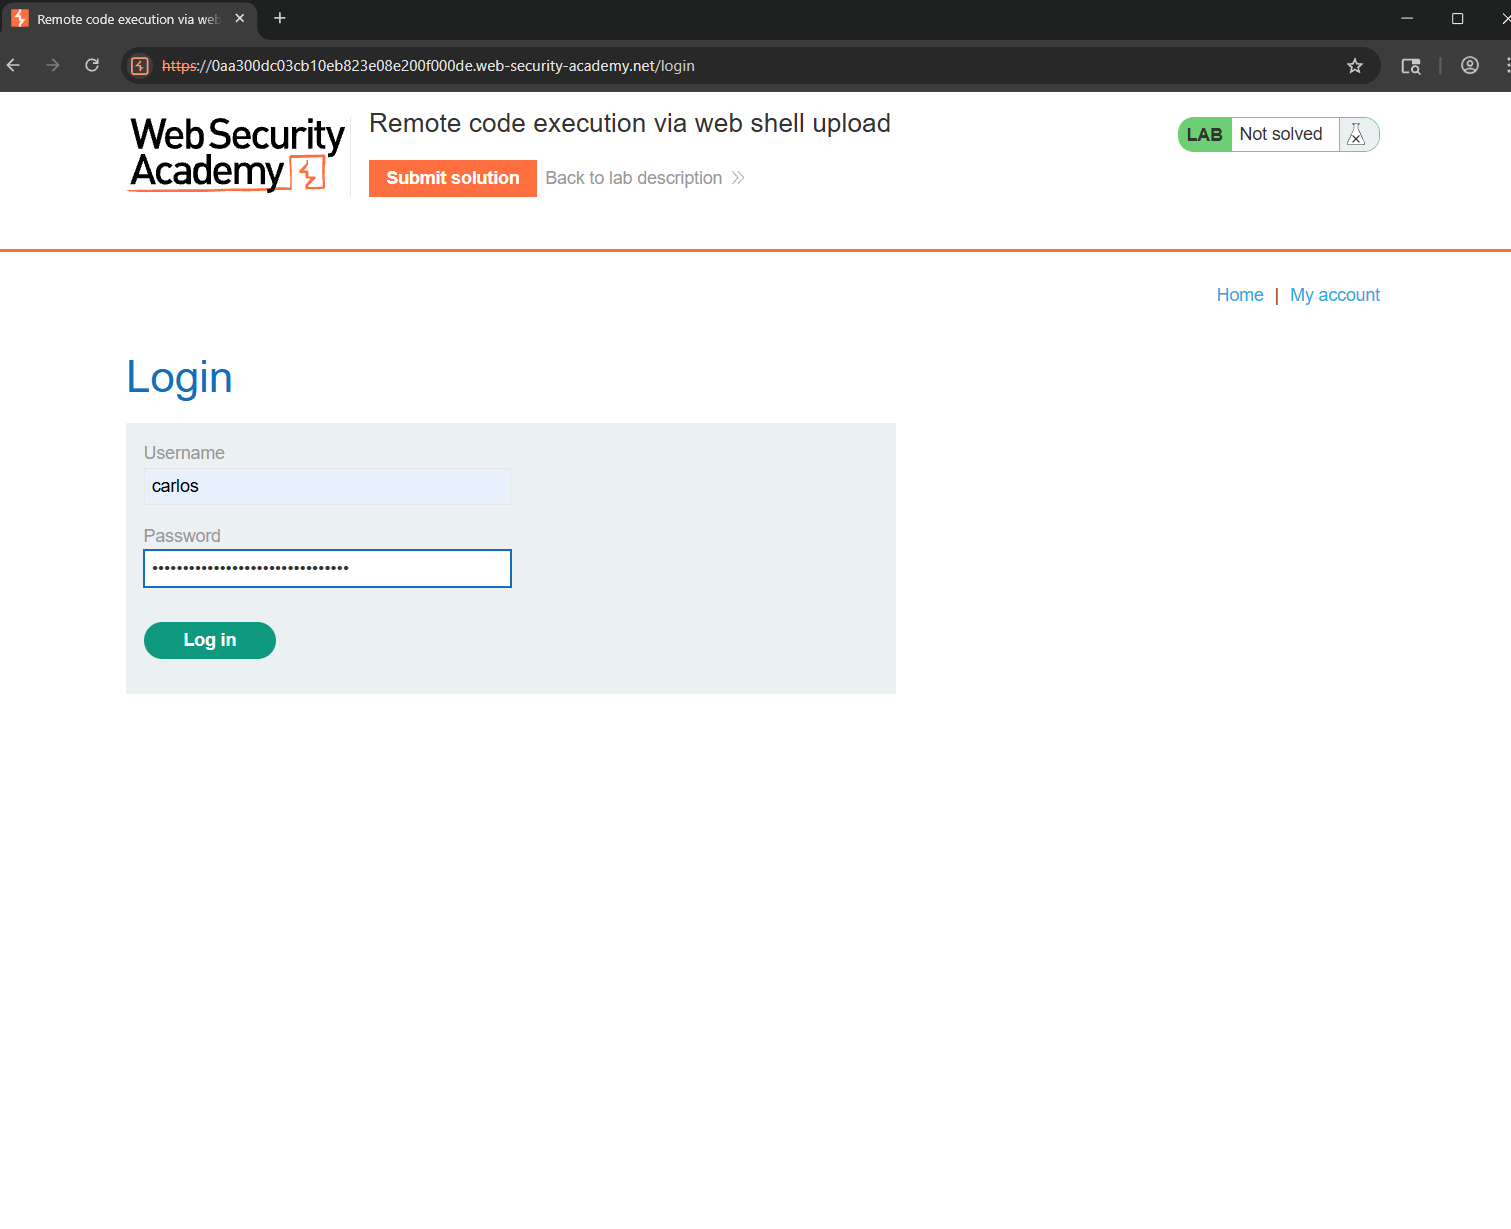 Remote code execution via web
https://0aa300dc03cb10eb823e08e200f000de.web-security-academy.net/login
Web Security
Academy
Remote code execution via web shell upload
Submit solution
Back to lab description
LAB
Not solved
Home | My account
Login
Username
carlos
Password
••••••••••••••••••••••••••••••••
Log in